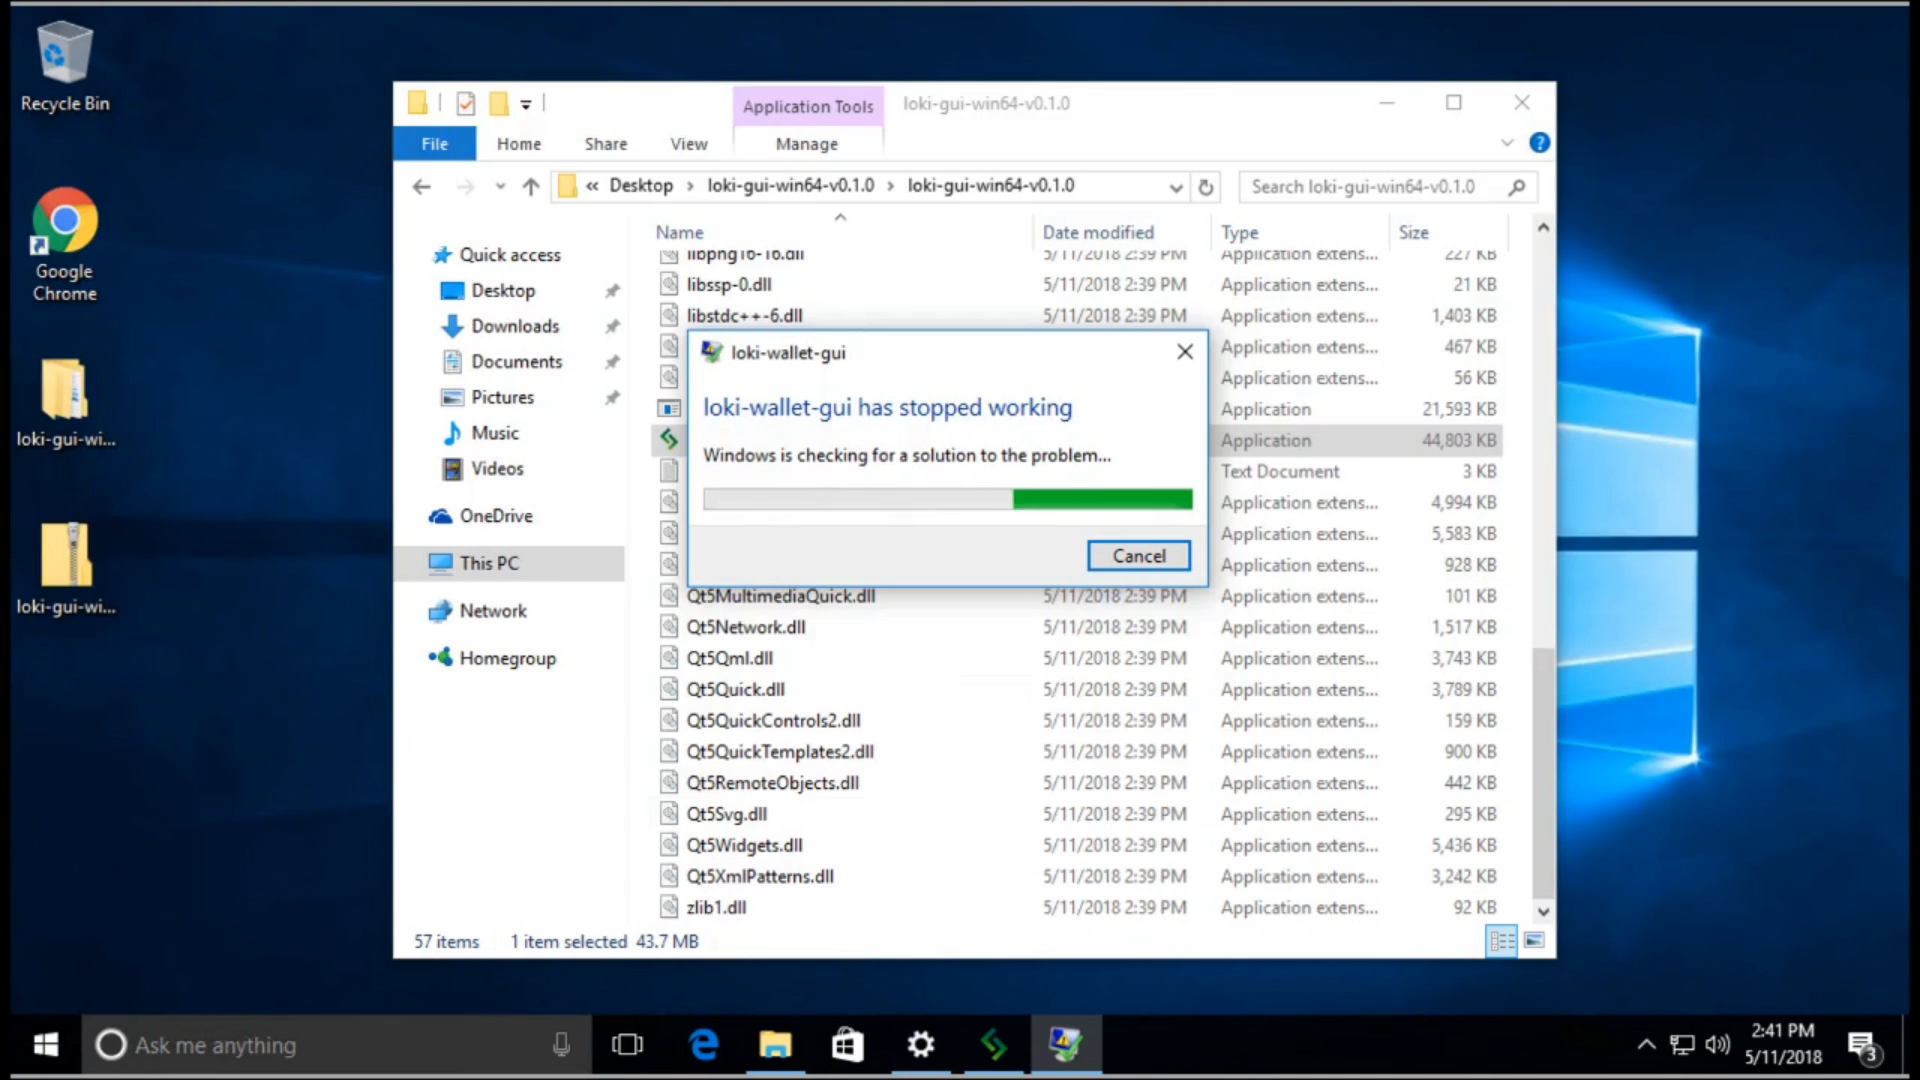 Recycle Bin
Google
Chrome
loki-gui-wi...
loki-gui-wi...
Application Tools
loki-gui-win64-v0.1.0
File
Home
Share
View
Manage
« Desktop › loki-gui-win64-v0.1.0 › loki-gui-win64-v0.1.0
Search loki-gui-win64-v0.1.0
Quick access
Desktop
Downloads
Documents
Pictures
Music
Videos
OneDrive
This PC
Network
Homegroup
Name Date modified Type Size
libpng16-16.dll 5/11/2018 2:39 PM Application extens... 227 KB
libssp-0.dll 5/11/2018 2:39 PM Application extens... 21 KB
libstdc++-6.dll 5/11/2018 2:39 PM Application extens... 1,403 KB
Application extens... 467 KB
Application extens... 56 KB
Application 21,593 KB
Application 44,803 KB
Text Document 3 KB
Application extens... 4,994 KB
Application extens... 5,583 KB
Application extens... 928 KB
Qt5MultimediaQuick.dll 5/11/2018 2:39 PM Application extens... 101 KB
Qt5Network.dll 5/11/2018 2:39 PM Application extens... 1,517 KB
Qt5Qml.dll 5/11/2018 2:39 PM Application extens... 3,743 KB
Qt5Quick.dll 5/11/2018 2:39 PM Application extens... 3,789 KB
Qt5QuickControls2.dll 5/11/2018 2:39 PM Application extens... 159 KB
Qt5QuickTemplates2.dll 5/11/2018 2:39 PM Application extens... 900 KB
Qt5RemoteObjects.dll 5/11/2018 2:39 PM Application extens... 442 KB
Qt5Svg.dll 5/11/2018 2:39 PM Application extens... 295 KB
Qt5Widgets.dll 5/11/2018 2:39 PM Application extens... 5,436 KB
Qt5XmlPatterns.dll 5/11/2018 2:39 PM Application extens... 3,242 KB
zlib1.dll 5/11/2018 2:39 PM Application extens... 92 KB
loki-wallet-gui
loki-wallet-gui has stopped working
Windows is checking for a solution to the problem...
Cancel
57 items 1 item selected 43.7 MB
Ask me anything
2:41 PM
5/11/2018
3